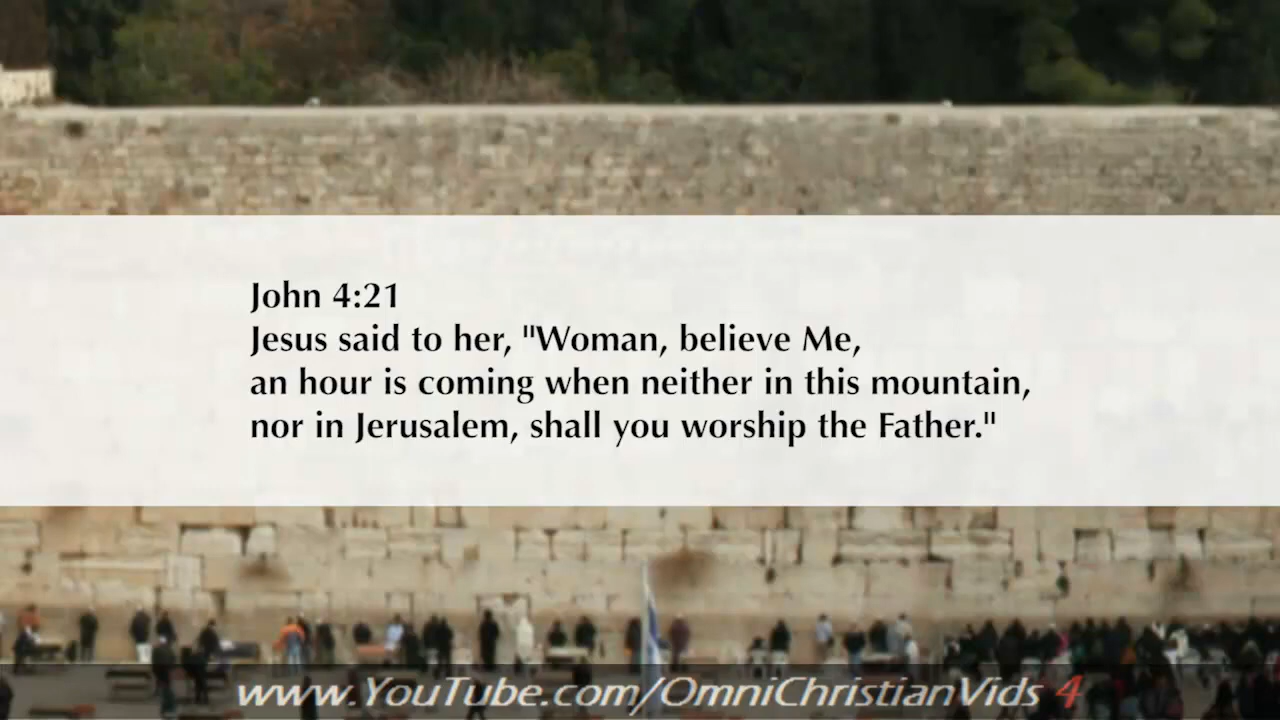 John 4:21
Jesus said to her, "Woman, believe Me,
an hour is coming when neither in this mountain,
nor in Jerusalem, shall you worship the Father."
www.YouTube.com/OmniChristianVids 4